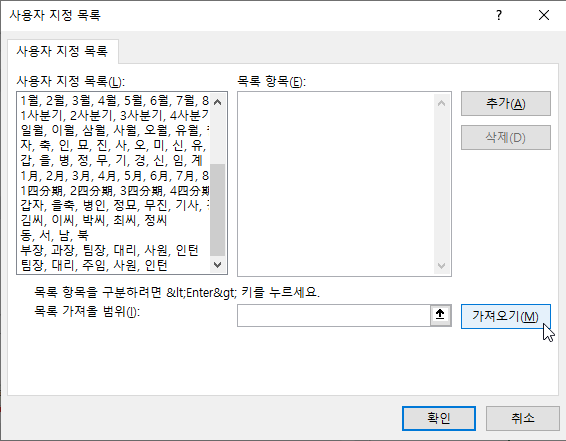 사용자 지정 목록
사용자 지정 목록
사용자 지정 목록(L):
목록 항목(E):
1월, 2월, 3월, 4월, 5월, 6월, 7월, 8
1사분기, 2사분기, 3사분기, 4사분기
일월, 이월, 삼월, 사월, 오월, 유월,
자, 축, 인, 묘, 진, 사, 오, 미, 신, 유,
갑, 을, 병, 정, 무, 기, 경, 신, 임, 계
1月, 2月, 3月, 4月, 5月, 6月, 7月, 8
1四分期, 2四分期, 3四分期, 4四分期
갑자, 을축, 병인, 정묘, 무진, 기사,
김씨, 이씨, 박씨, 최씨, 정씨
동, 서, 남, 북
부장, 과장, 팀장, 대리, 사원, 인턴
팀장, 대리, 주임, 사원, 인턴
추가(A)
삭제(D)
목록 항목을 구분하려면 &lt;Enter&gt; 키를 누르세요.
목록 가져올 범위(I):
가져오기(M)
확인
취소